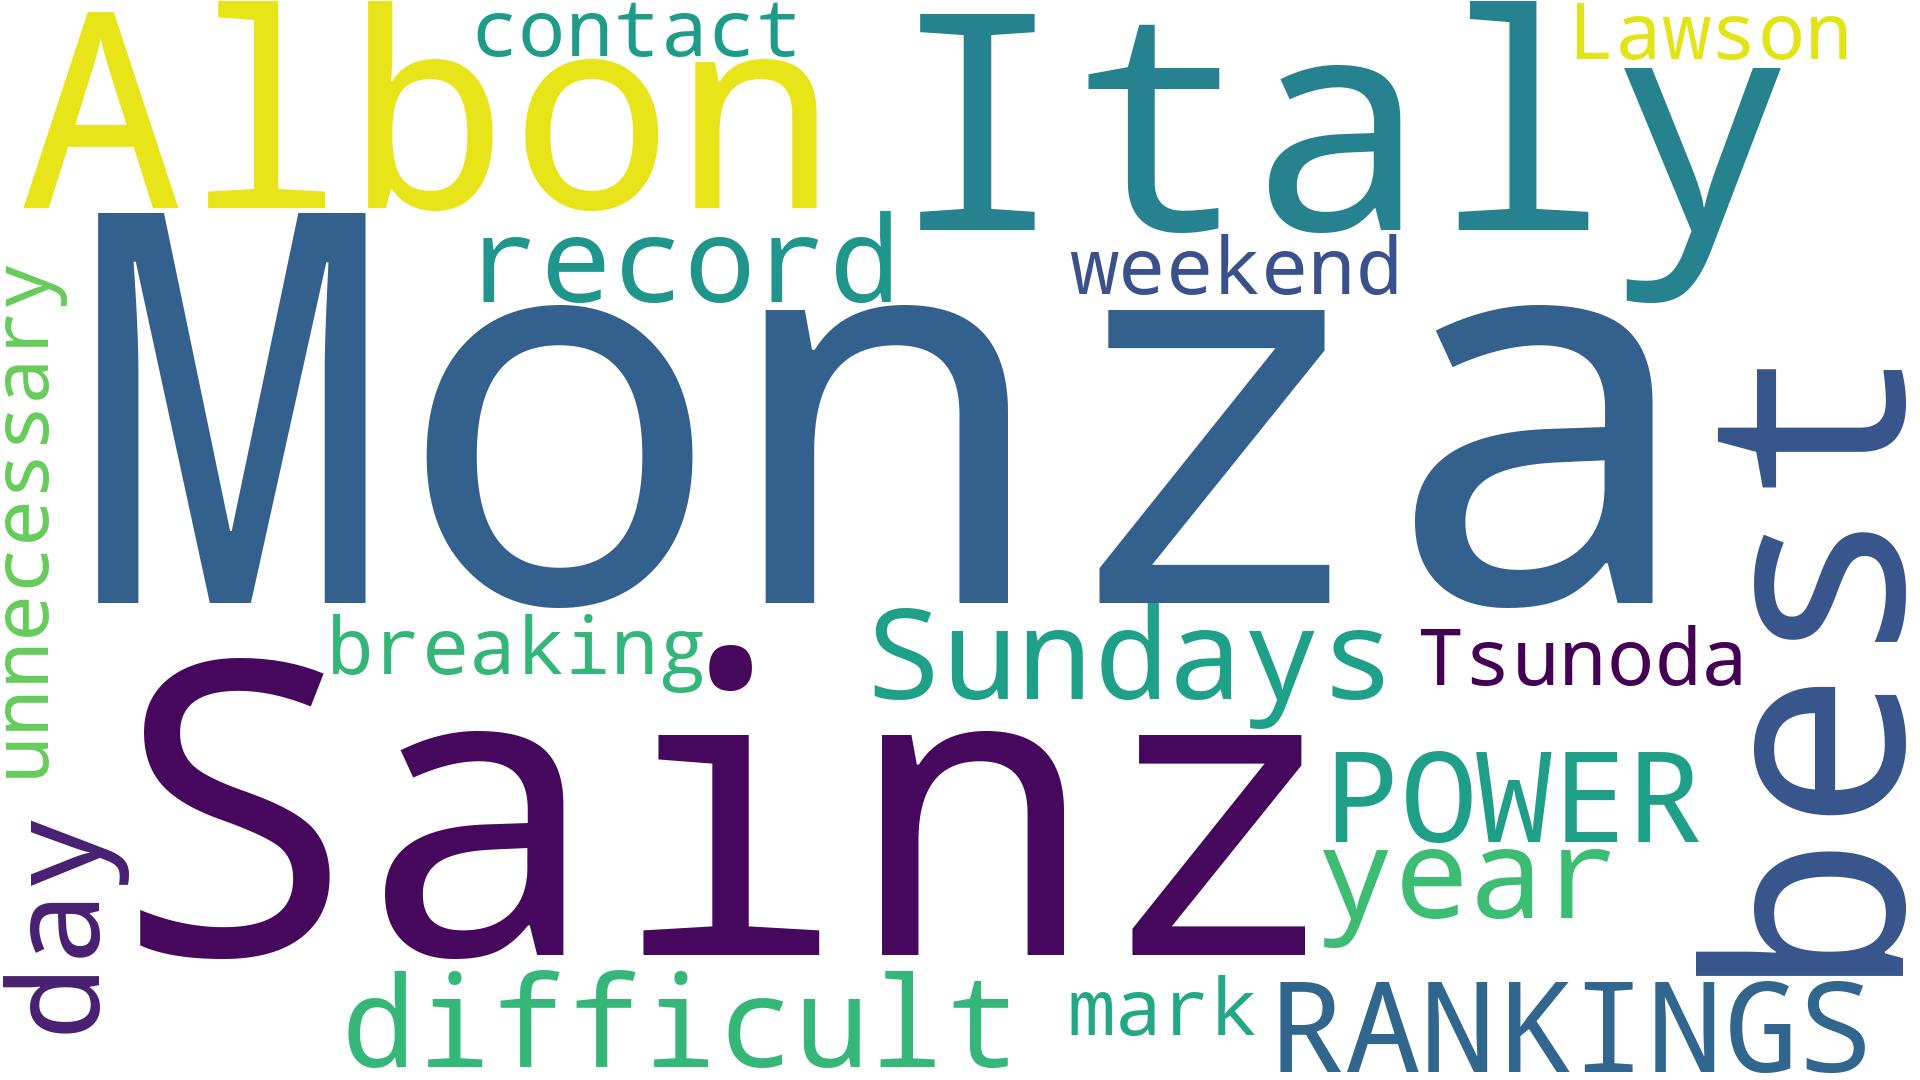 contact
Lawson
Albon
Italy
record
weekend
unnecessary
Monza
best
breaking
Sundays
Tsunoda
Sainz
POWER
year
day
difficult
mark
RANKINGS